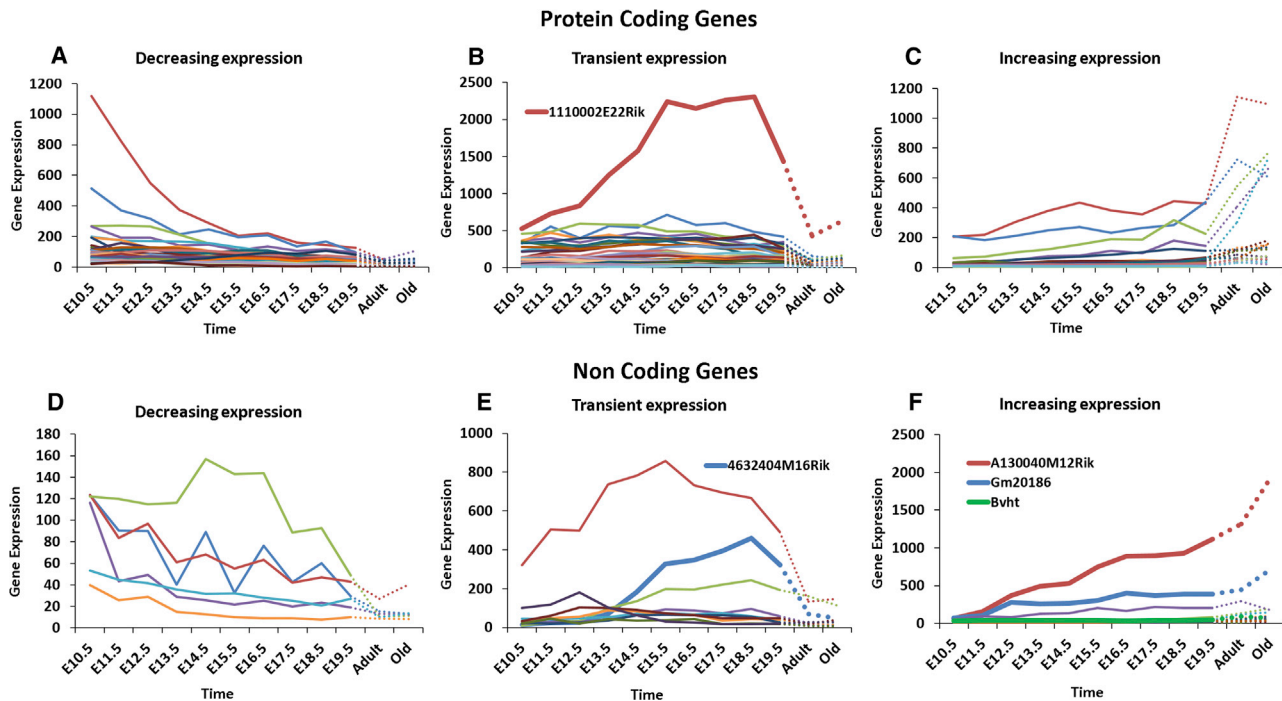 Protein Coding Genes
A
Decreasing expression
Gene Expression
1200
1000
800
600
400
200
0
E10.5 E11.5 E12.5 E13.5 E14.5 E15.5 E16.5 E17.5 E18.5 E19.5 Adult Old
Time
B
Transient expression
1110002E22Rik
Gene Expression
2500
2000
1500
1000
500
0
E10.5 E11.5 E12.5 E13.5 E14.5 E15.5 E16.5 E17.5 E18.5 E19.5 Adult Old
Time
C
Increasing expression
Gene Expression
1200
1000
800
600
400
200
0
E11.5 E12.5 E13.5 E14.5 E15.5 E16.5 E17.5 E18.5 E19.5 Adult Old
Time
Non Coding Genes
D
Decreasing expression
Gene Expression
180
160
140
120
100
80
60
40
20
0
E10.5 E11.5 E12.5 E13.5 E14.5 E15.5 E16.5 E17.5 E18.5 E19.5 Adult Old
Time
E
Transient expression
4632404M16Rik
Gene Expression
1000
800
600
400
200
0
E10.5 E11.5 E12.5 E13.5 E14.5 E15.5 E16.5 E17.5 E18.5 E19.5 Adult Old
Time
F
Increasing expression
A130040M12Rik
Gm20186
Bvht
Gene Expression
2500
2000
1500
1000
500
0
E10.5 E11.5 E12.5 E13.5 E14.5 E15.5 E16.5 E17.5 E18.5 E19.5 Adult Old
Time